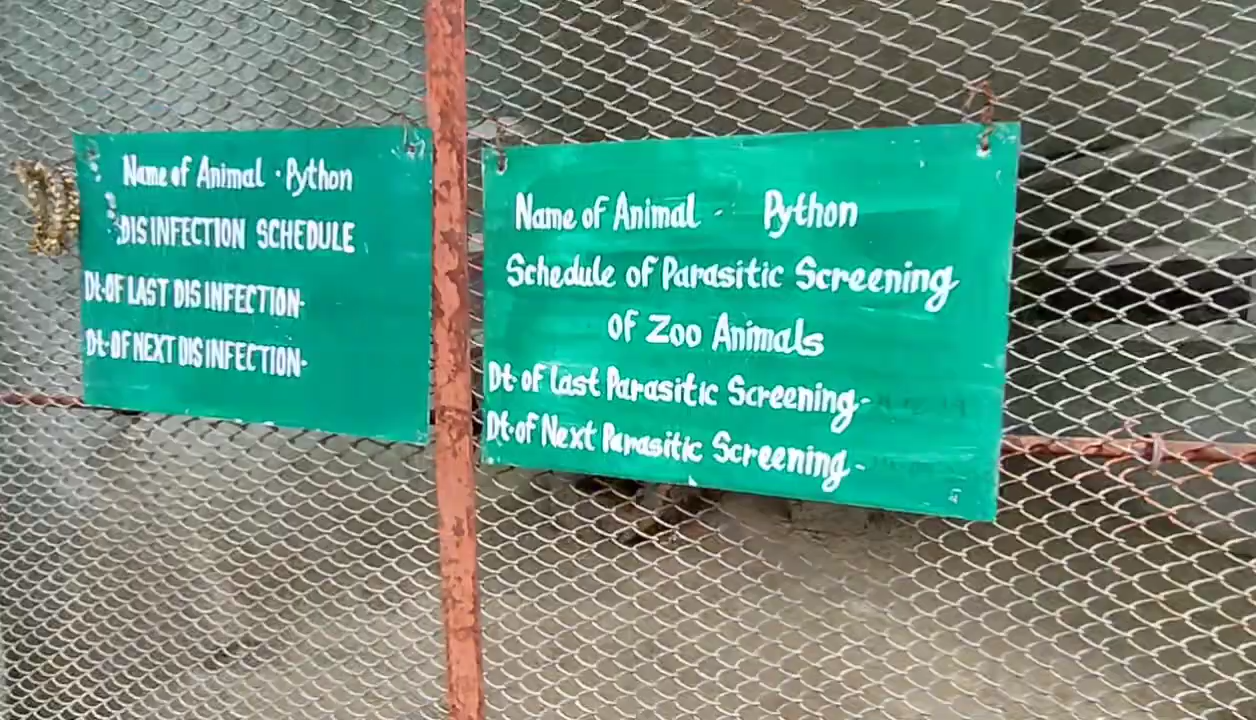 Name of Animal - Python
DIS INFECTION SCHEDULE
Dt-OF LAST DIS INFECTION-
Dt-OF NEXT DIS INFECTION-
Name of Animal - Python
Schedule of Parasitic Screening
of Zoo Animals
Dt-of Last Parasitic Screening-
Dt-of Next Parasitic Screening-